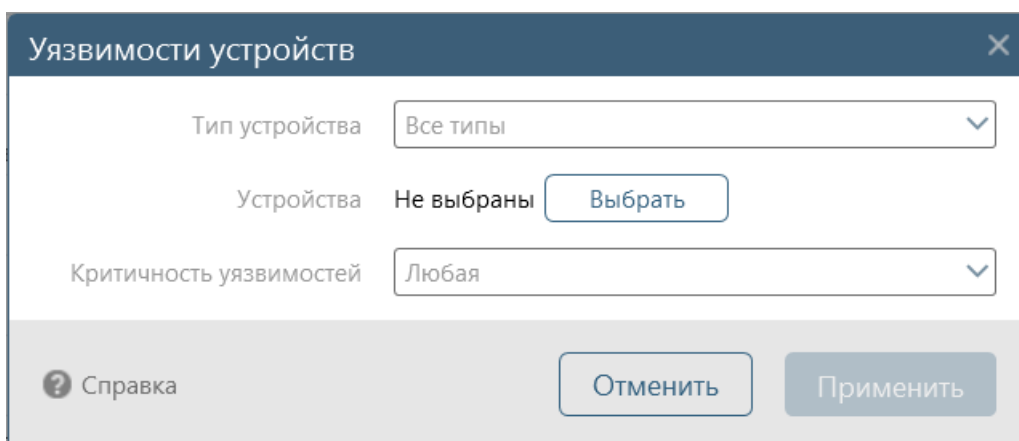 Уязвимости устройств
Тип устройства Все типы
Устройства Не выбраны Выбрать
Критичность уязвимостей Любая
Справка Отменить Применить